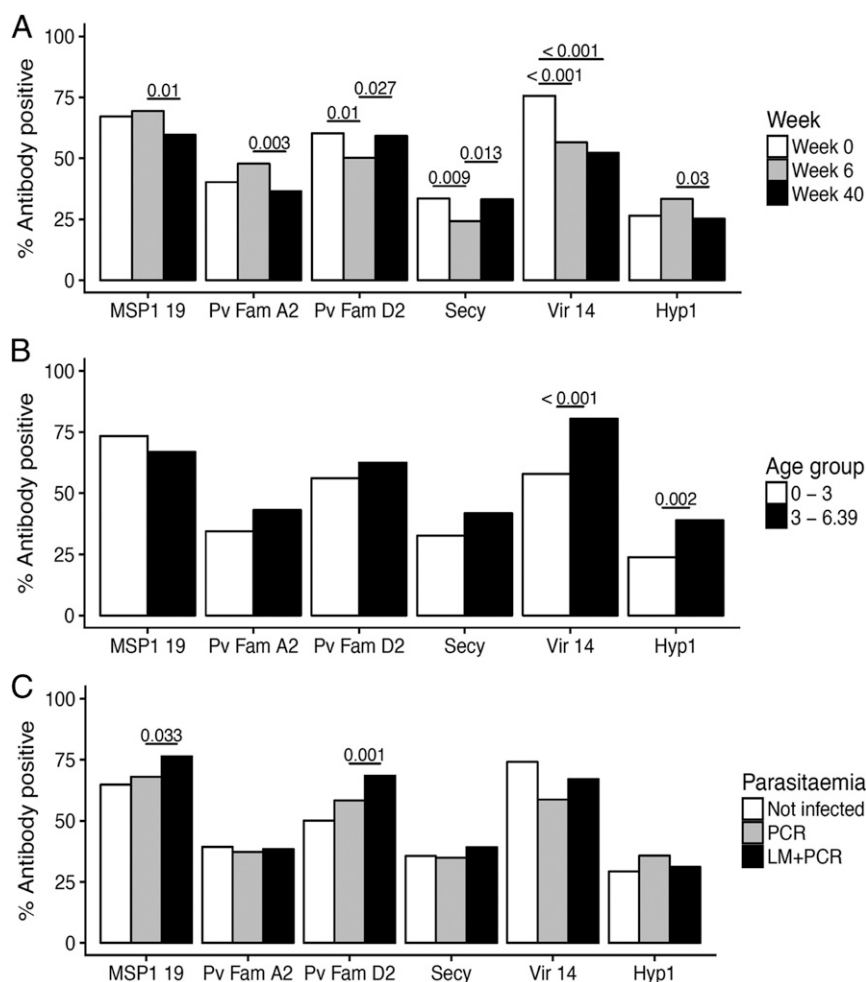 A
% Antibody positive
100
75
50
25
0
0.01
0.003
0.01
0.027
0.009
0.013
< 0.001
< 0.001
0.03
MSP1 19 Pv Fam A2 Pv Fam D2 Secy Vir 14 Hyp1
Week
Week 0
Week 6
Week 40
B
% Antibody positive
100
75
50
25
0
< 0.001
0.002
MSP1 19 Pv Fam A2 Pv Fam D2 Secy Vir 14 Hyp1
Age group
0 – 3
3 – 6.39
C
% Antibody positive
100
75
50
25
0
0.033
0.001
MSP1 19 Pv Fam A2 Pv Fam D2 Secy Vir 14 Hyp1
Parasitaemia
Not infected
PCR
LM+PCR